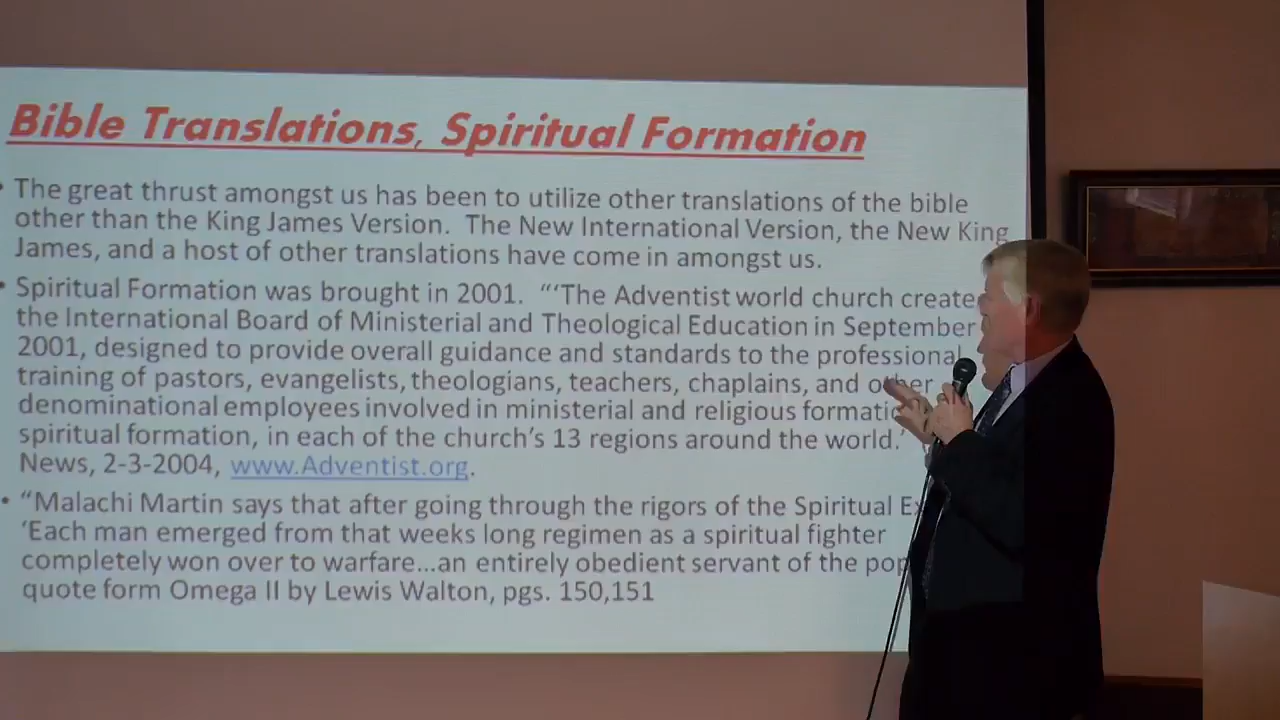 Bible Translations, Spiritual Formation
• The great thrust amongst us has been to utilize other translations of the bible
other than the King James Version. The New International Version, the New King
James, and a host of other translations have come in amongst us.
• Spiritual Formation was brought in 2001. "'The Adventist world church create
the International Board of Ministerial and Theological Education in September
2001, designed to provide overall guidance and standards to the professional
training of pastors, evangelists, theologians, teachers, chaplains, and other
denominational employees involved in ministerial and religious formatio
spiritual formation, in each of the church's 13 regions around the world.'
News, 2-3-2004, www.Adventist.org.
• "Malachi Martin says that after going through the rigors of the Spiritual
'Each man emerged from that weeks long regimen as a spiritual fighter
completely won over to warfare...an entirely obedient servant of the pop
quote form Omega II by Lewis Walton, pgs. 150,151